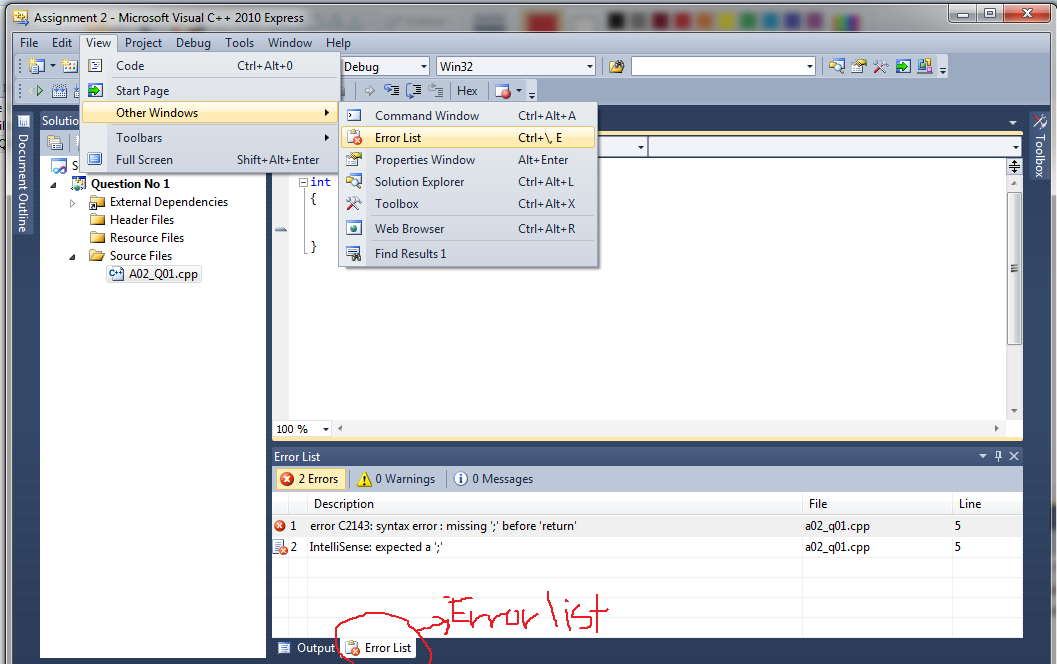 Assignment 2 - Microsoft Visual C++ 2010 Express
File Edit View Project Debug Tools Window Help
Code Ctrl+Alt+0
Start Page
Other Windows
Toolbars
Full Screen Shift+Alt+Enter
Debug Win32
Hex
Command Window Ctrl+Alt+A
Error List Ctrl+\, E
Properties Window Alt+Enter
Solution Explorer Ctrl+Alt+L
Toolbox Ctrl+Alt+X
Web Browser Ctrl+Alt+R
Find Results 1
Document Outline
Solutio
S
Question No 1
External Dependencies
Header Files
Resource Files
Source Files
A02_Q01.cpp
int
{
}
Toolbox
100 %
Error List
2 Errors 0 Warnings 0 Messages
Description File Line
1 error C2143: syntax error : missing ';' before 'return' a02_q01.cpp 5
2 IntelliSense: expected a ';' a02_q01.cpp 5
Error list
Output Error List